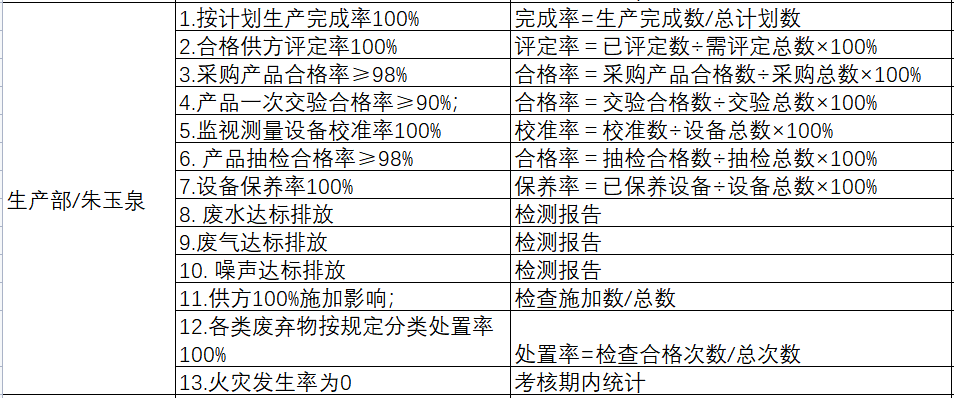 生产部/朱玉泉
1.按计划生产完成率100%
完成率=生产完成数/总计划数
2.合格供方评定率100%
评定率＝已评定数÷需评定总数×100%
3.采购产品合格率≥98%
合格率＝采购产品合格数÷采购总数×100%
4.产品一次交验合格率≥90%;
合格率＝交验合格数÷交验总数×100%
5.监视测量设备校准率100%
校准率＝校准数÷设备总数×100%
6. 产品抽检合格率≥98%
合格率＝抽检合格数÷抽检总数×100%
7.设备保养率100%
保养率＝已保养设备÷设备总数×100%
8. 废水达标排放
检测报告
9.废气达标排放
检测报告
10. 噪声达标排放
检测报告
11.供方100%施加影响;
检查施加数/总数
12.各类废弃物按规定分类处置率
100%
处置率=检查合格次数/总次数
13.火灾发生率为0
考核期内统计